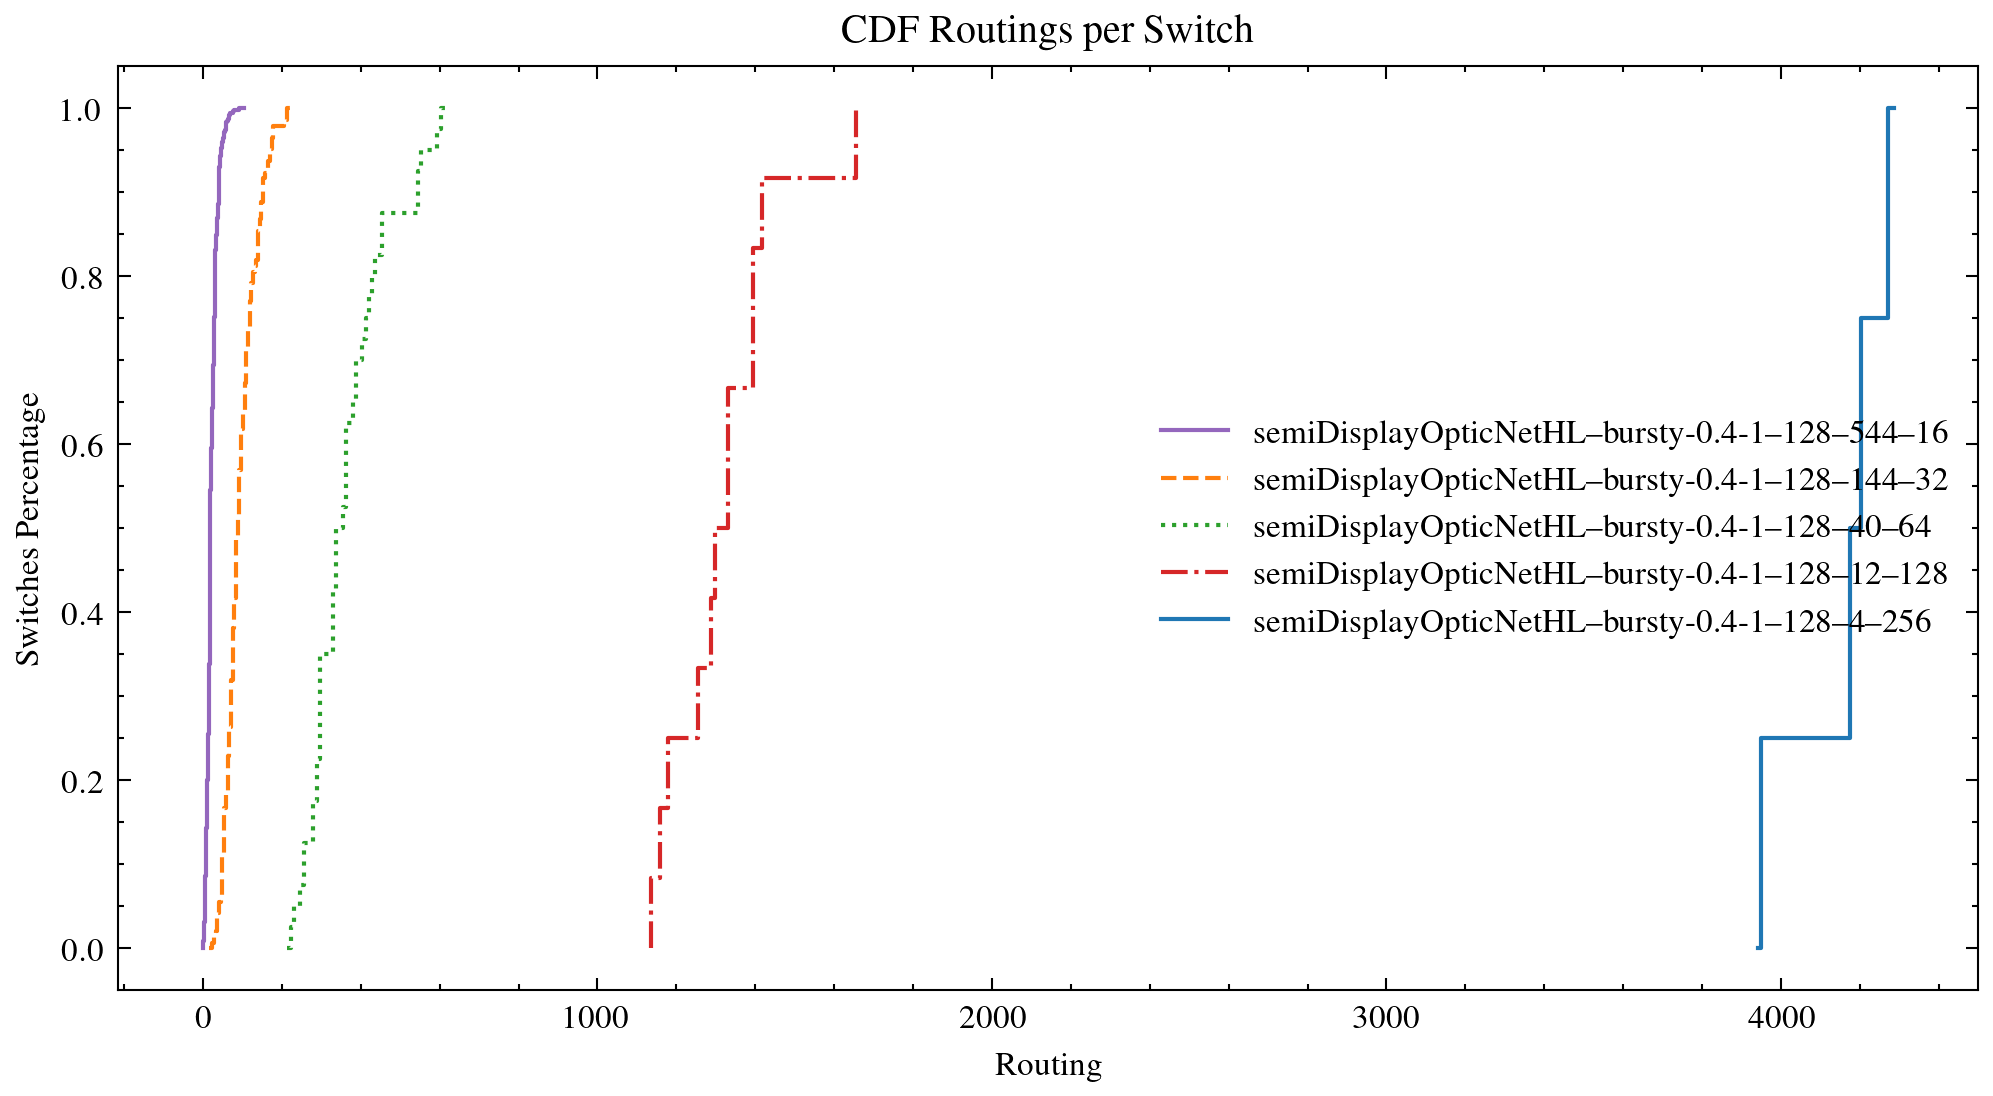 CDF Routings per Switch
Switches Percentage
1.0
0.8
0.6
0.4
0.2
0.0
semiDisplayOpticNetHL–bursty-0.4-1–128–544–16
semiDisplayOpticNetHL–bursty-0.4-1–128–144–32
semiDisplayOpticNetHL–bursty-0.4-1–128–40–64
semiDisplayOpticNetHL–bursty-0.4-1–128–12–128
semiDisplayOpticNetHL–bursty-0.4-1–128–4–256
0 1000 2000 3000 4000
Routing